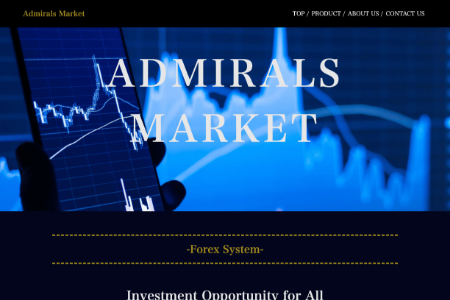 Admirals Market
TOP / PRODUCT / ABOUT US / CONTACT US
ADMIRALS
MARKET
-Forex System-
Investment Opportunity for All